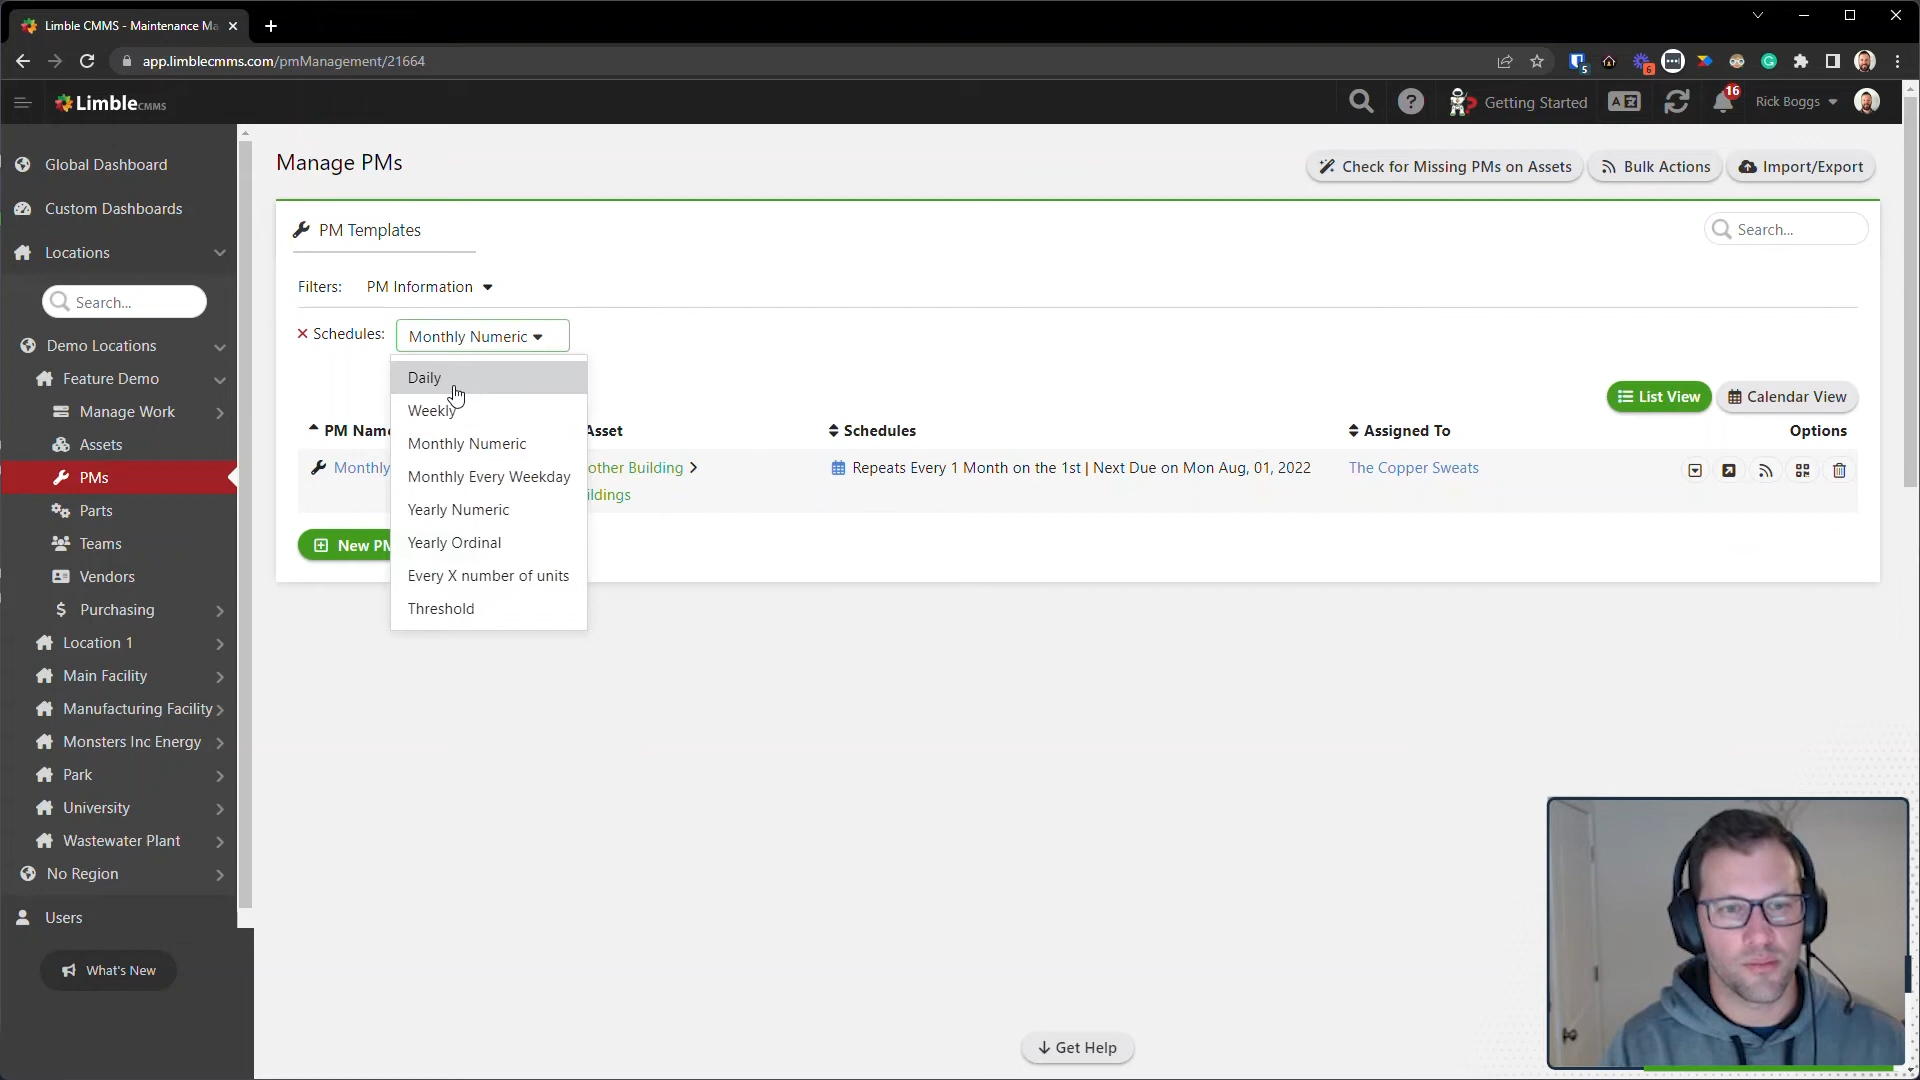 Limble CMMS - Maintenance Ma
app.limblecmms.com/pmManagement/21664
5
6
Limble CMMS
Getting Started
16
Rick Boggs
Global Dashboard
Custom Dashboards
Locations
Search...
Demo Locations
Feature Demo
Manage Work
Assets
PMs
Parts
Teams
Vendors
Purchasing
Location 1
Main Facility
Manufacturing Facility
Monsters Inc Energy
Park
University
Wastewater Plant
No Region
Users
What's New
Manage PMs
Check for Missing PMs on Assets
Bulk Actions
Import/Export
PM Templates
Search...
Filters: PM Information
Schedules: Monthly Numeric
Daily
Weekly
Monthly Numeric
Monthly Every Weekday
Yearly Numeric
Yearly Ordinal
Every X number of units
Threshold
List View
Calendar View
PM Name Asset Schedules Assigned To Options
Monthly other Building Repeats Every 1 Month on the 1st | Next Due on Mon Aug, 01, 2022 The Copper Sweats
ildings
New PM
Get Help